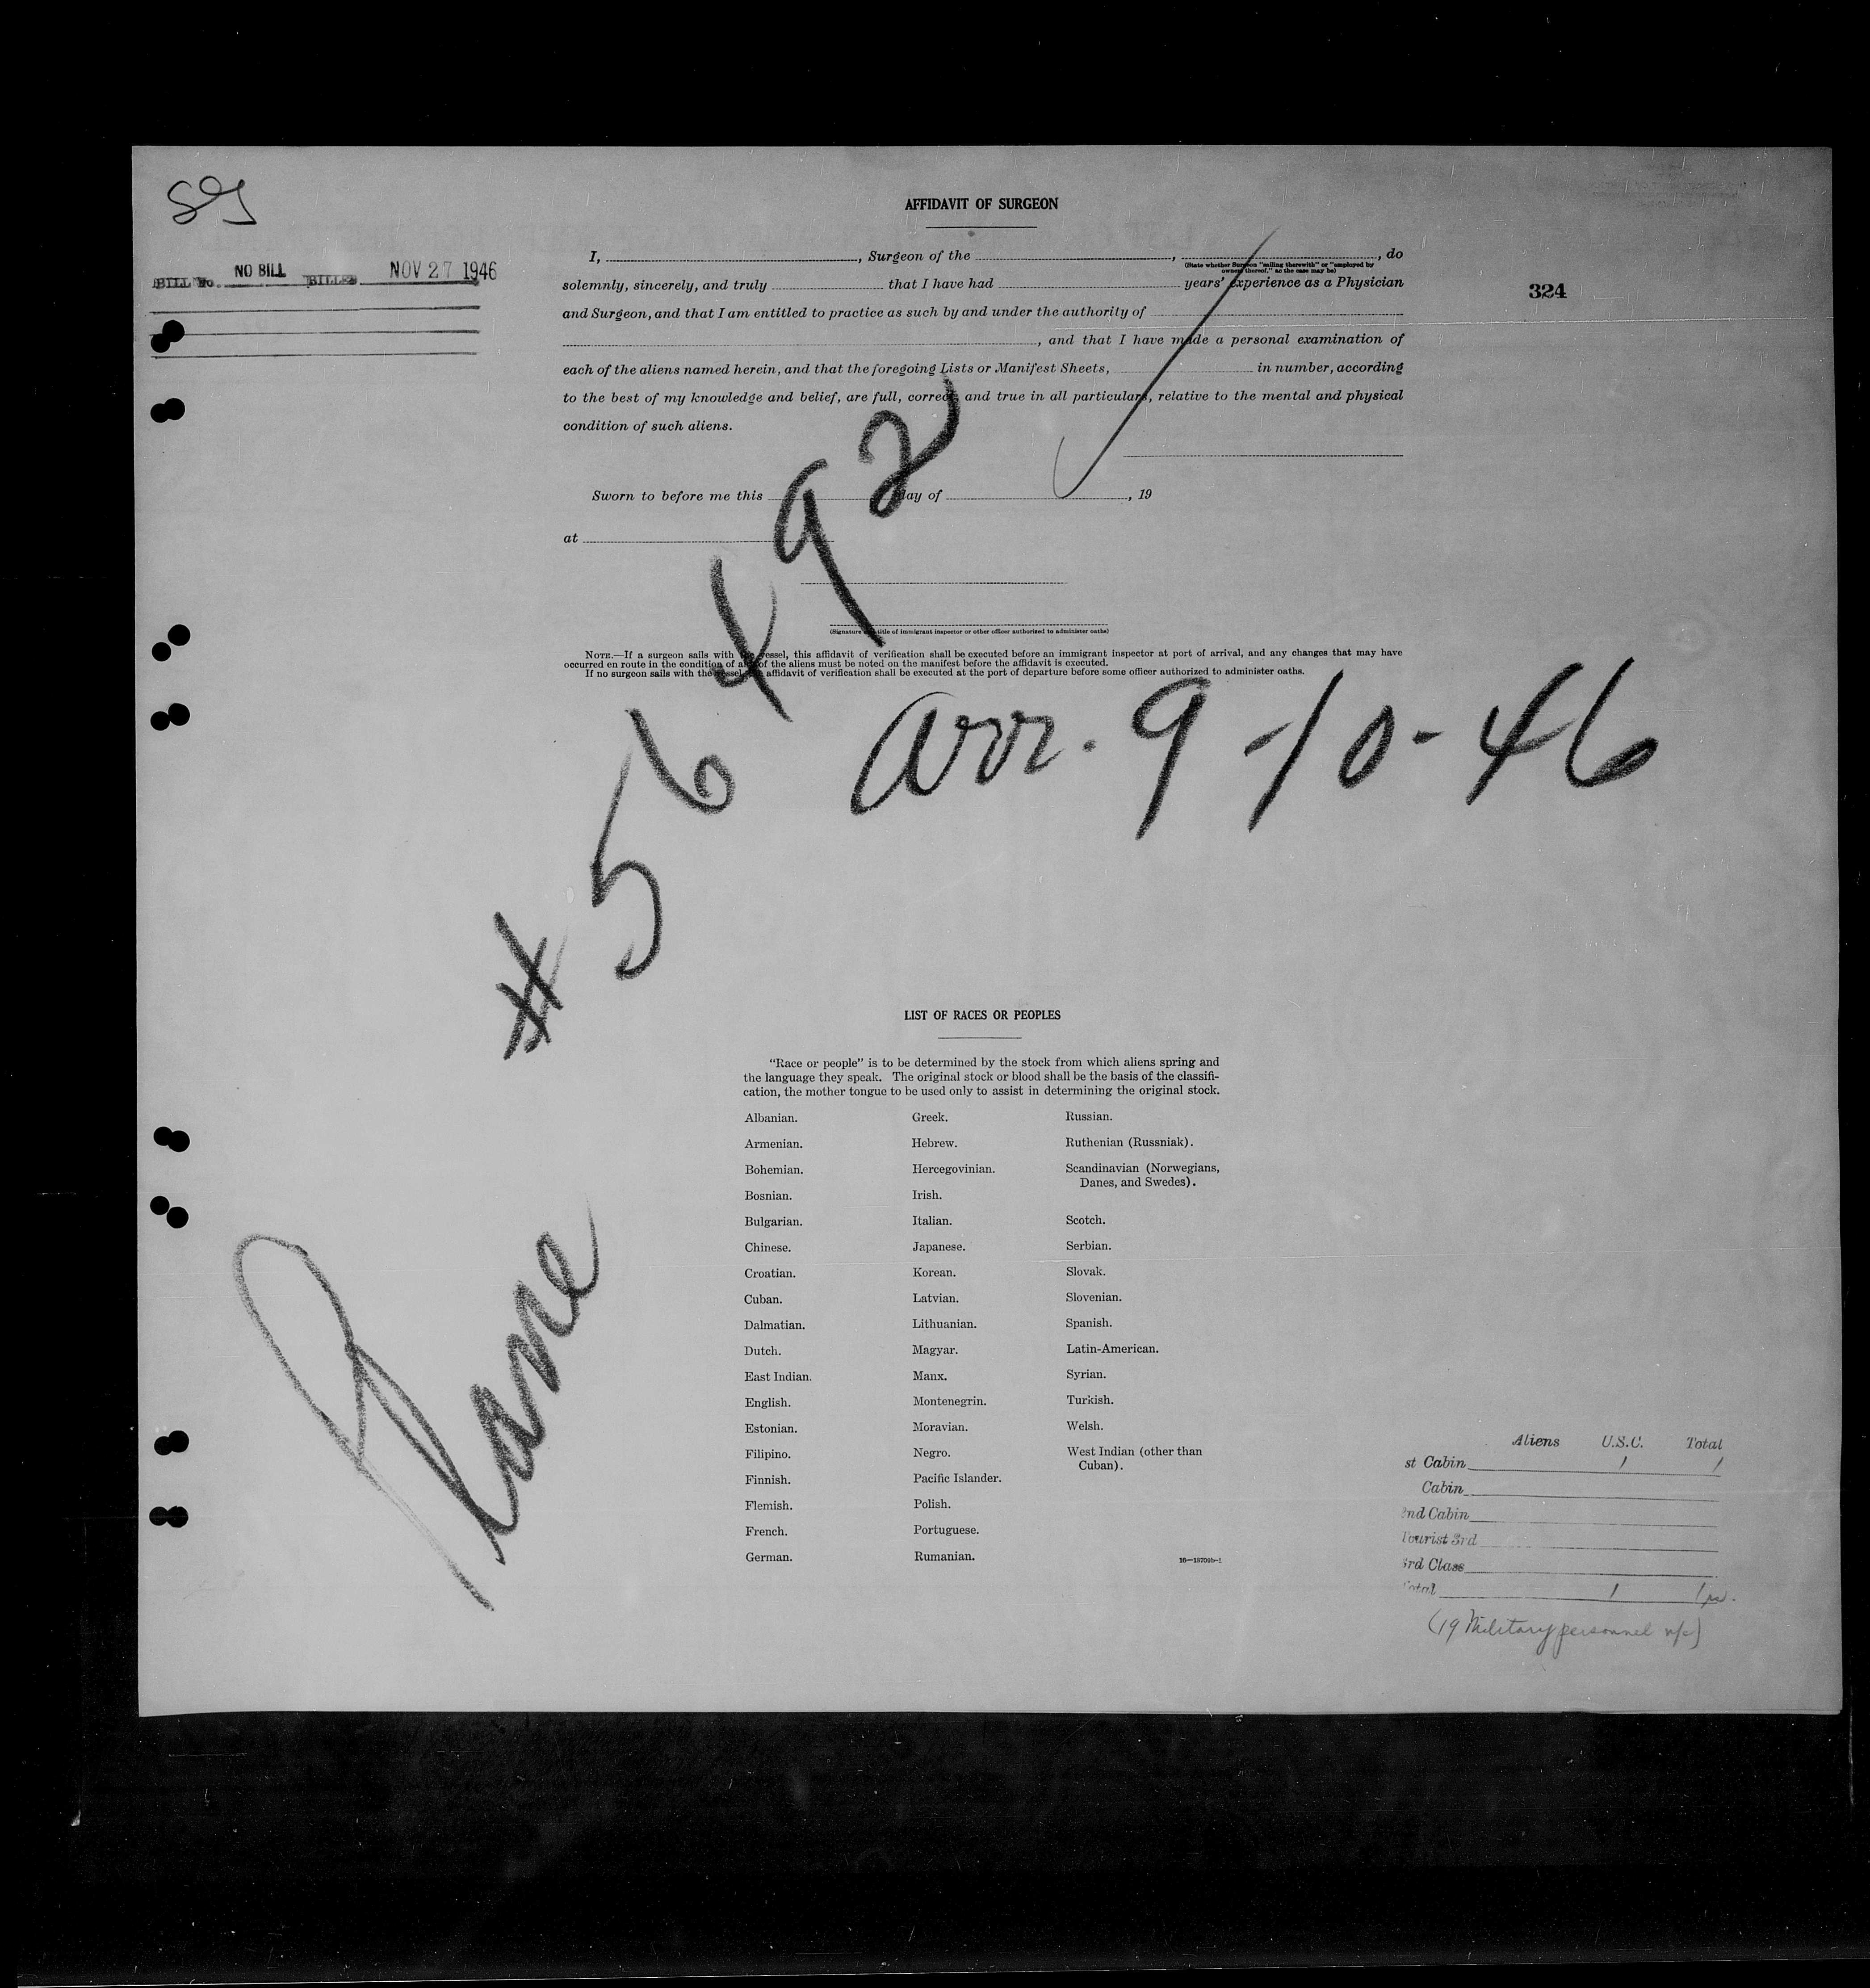 SG
BILL No. NO BILL BILLED NOV 27 1946
324
AFFIDAVIT OF SURGEON
I, , Surgeon of the , , do
(State whether Surgeon "sailing therewith" or "employed by
owners thereof," as the case may be)
solemnly, sincerely, and truly that I have had years' experience as a Physician
and Surgeon, and that I am entitled to practice as such by and under the authority of
, and that I have made a personal examination of
each of the aliens named herein, and that the foregoing Lists or Manifest Sheets, in number, according
to the best of my knowledge and belief, are full, correct, and true in all particulars, relative to the mental and physical
condition of such aliens.
Sworn to before me this day of , 19
at
(Signature and title of immigrant inspector or other officer authorized to administer oaths)
NOTE.—If a surgeon sails with the vessel, this affidavit of verification shall be executed before an immigrant inspector at port of arrival, and any changes that may have
occurred en route in the condition of any of the aliens must be noted on the manifest before the affidavit is executed.
If no surgeon sails with the vessel, the affidavit of verification shall be executed at the port of departure before some officer authorized to administer oaths.
Plane # 56492
arr. 9-10-46
LIST OF RACES OR PEOPLES
"Race or people" is to be determined by the stock from which aliens spring and
the language they speak. The original stock or blood shall be the basis of the classifi-
cation, the mother tongue to be used only to assist in determining the original stock.
Albanian.
Armenian.
Bohemian.
Bosnian.
Bulgarian.
Chinese.
Croatian.
Cuban.
Dalmatian.
Dutch.
East Indian.
English.
Estonian.
Filipino.
Finnish.
Flemish.
French.
German.
Greek.
Hebrew.
Hercegovinian.
Irish.
Italian.
Japanese.
Korean.
Latvian.
Lithuanian.
Magyar.
Manx.
Montenegrin.
Moravian.
Negro.
Pacific Islander.
Polish.
Portuguese.
Rumanian.
Russian.
Ruthenian (Russniak).
Scandinavian (Norwegians,
Danes, and Swedes).
Scotch.
Serbian.
Slovak.
Slovenian.
Spanish.
Latin-American.
Syrian.
Turkish.
Welsh.
West Indian (other than
Cuban).
Aliens U.S.C. Total
st Cabin 1 1
Cabin
2nd Cabin
Tourist 3rd
3rd Class
Total 1 1
(19 Military personnel n/c)